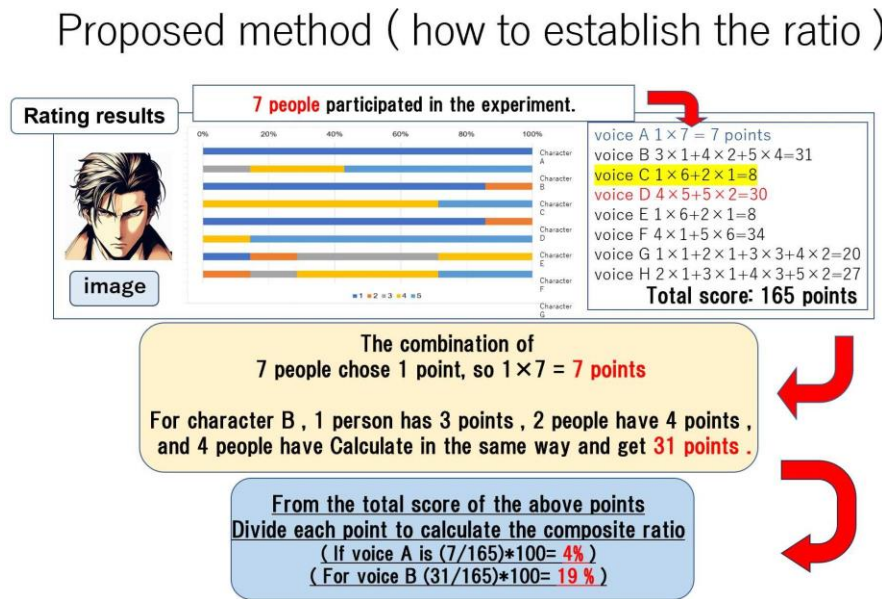 Proposed method ( how to establish the ratio )
Rating results
7 people participated in the experiment.
0% 20% 40% 60% 80% 100%
Character
A
Character
B
Character
C
Character
D
Character
E
Character
F
Character
G
1 2 3 4 5
image
voice A 1×7 = 7 points
voice B 3×1+4×2+5×4=31
voice C 1×6+2×1=8
voice D 4×5+5×2=30
voice E 1×6+2×1=8
voice F 4×1+5×6=34
voice G 1×1+2×1+3×3+4×2=20
voice H 2×1+3×1+4×3+5×2=27
Total score: 165 points
The combination of
7 people chose 1 point, so 1×7 = 7 points
For character B , 1 person has 3 points , 2 people have 4 points ,
and 4 people have Calculate in the same way and get 31 points .
From the total score of the above points
Divide each point to calculate the composite ratio
( If voice A is (7/165)*100= 4% )
( For voice B (31/165)*100= 19 % )